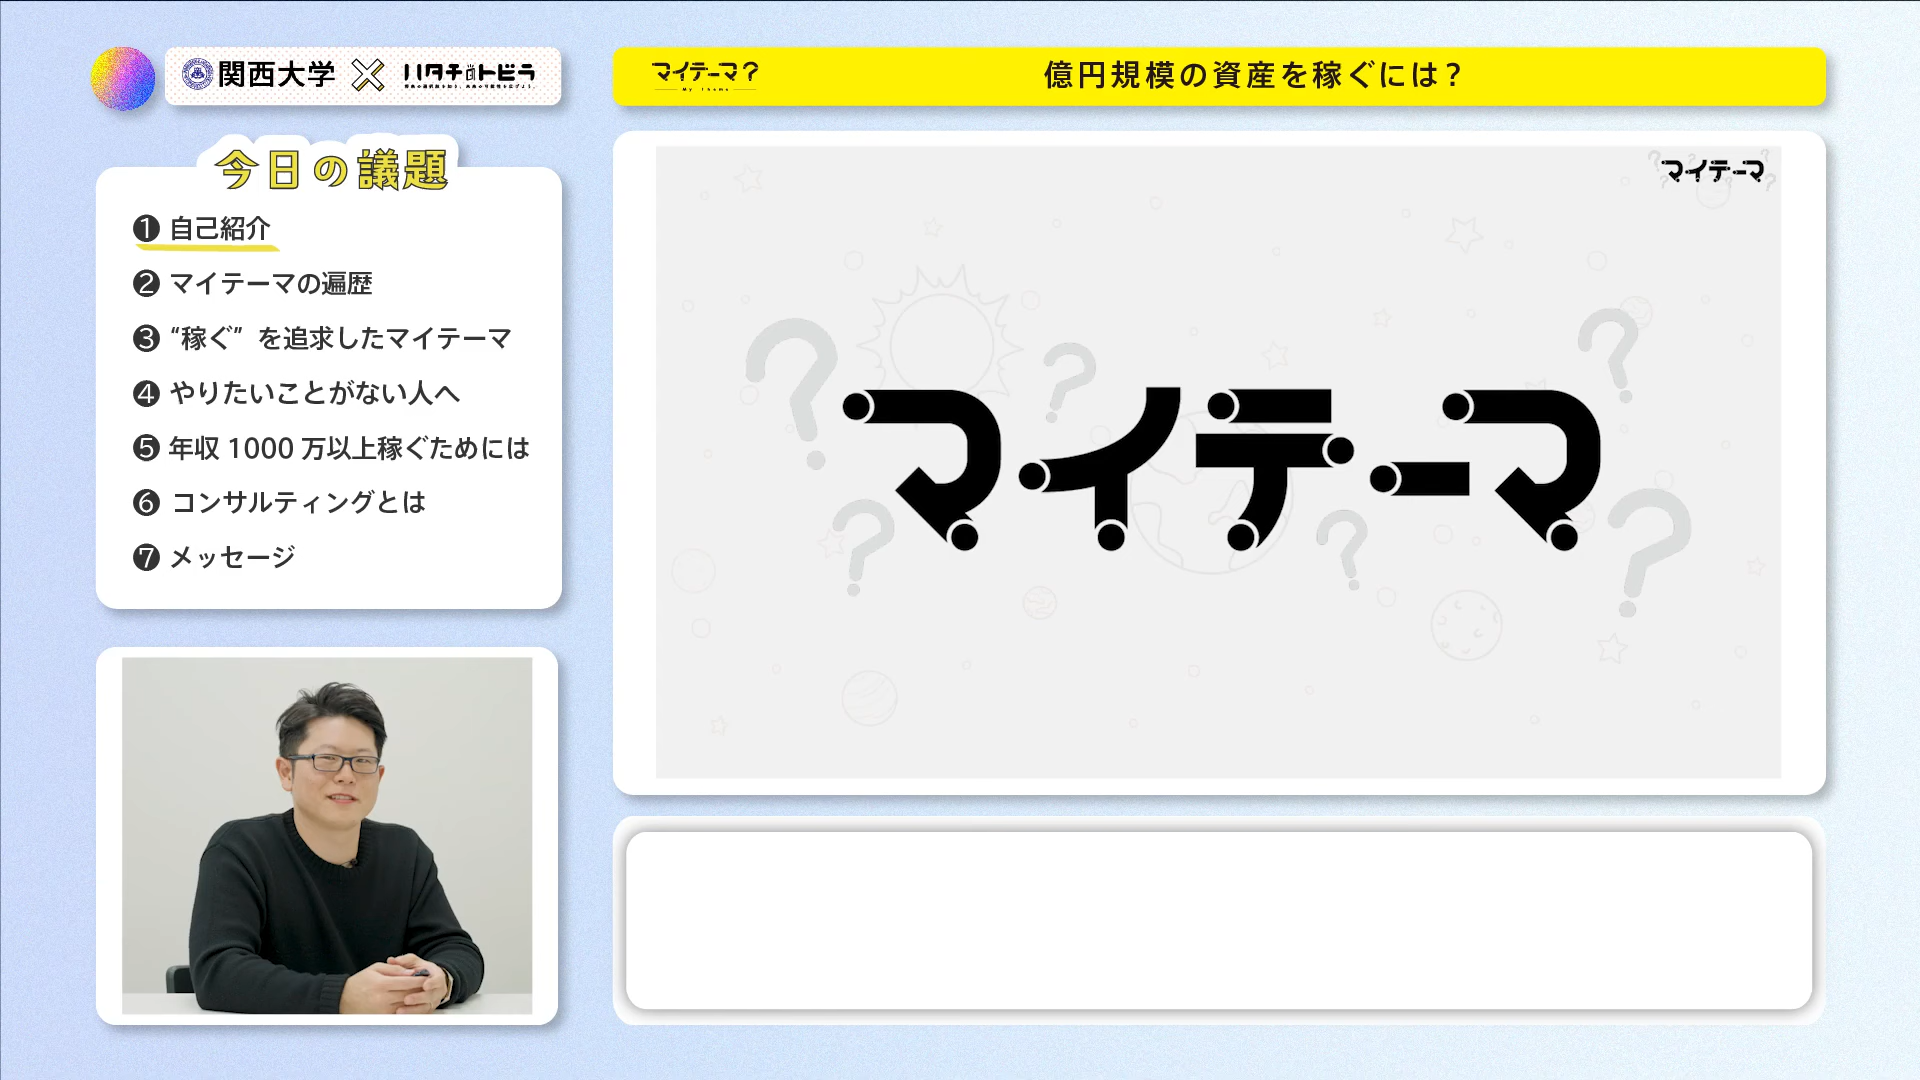 関西大学
ハタチのトビラ
マイテーマ？
My Theme
億円規模の資産を稼ぐには？
今日の議題
❶ 自己紹介
❷ マイテーマの遍歴
❸ “稼ぐ” を追求したマイテーマ
❹ やりたいことがない人へ
❺ 年収 1000 万以上稼ぐためには
❻ コンサルティングとは
❼ メッセージ
マイテーマ
マイテーマ